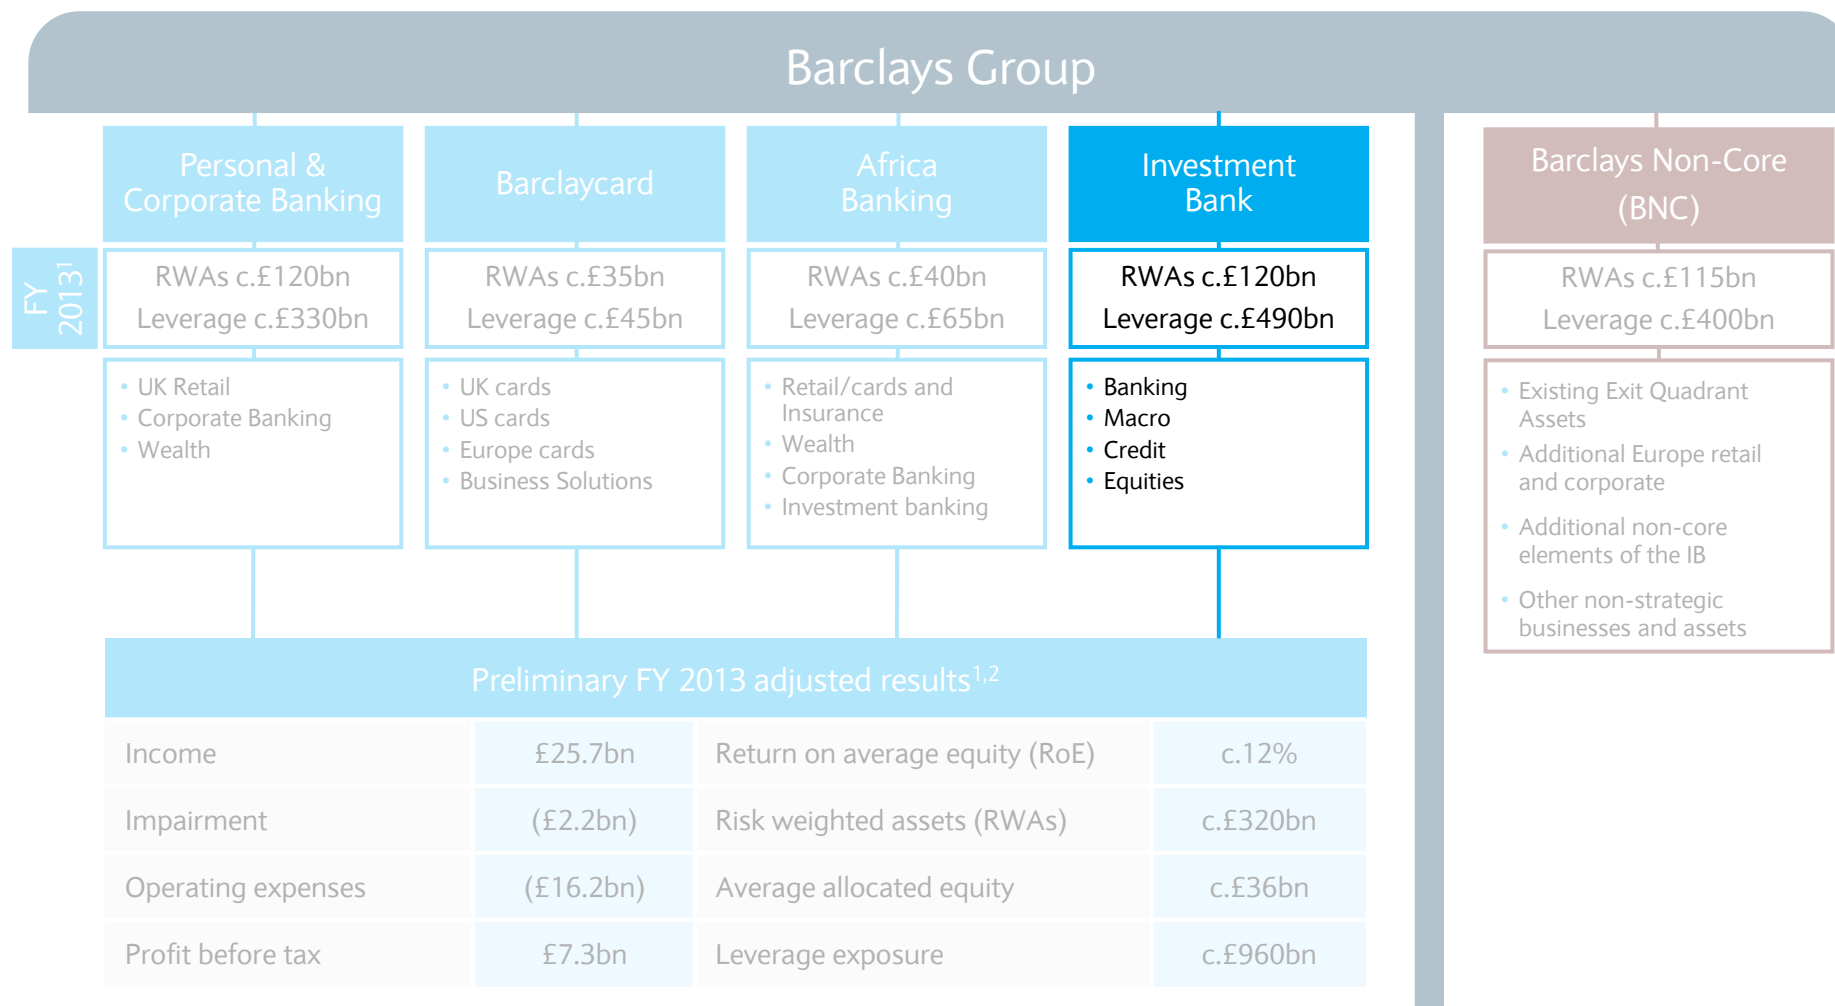 Barclays Group
Personal &
Corporate Banking
Barclaycard
Africa
Banking
Investment
Bank
Barclays Non-Core
(BNC)
FY
2013¹
RWAs c.£120bn
Leverage c.£330bn
RWAs c.£35bn
Leverage c.£45bn
RWAs c.£40bn
Leverage c.£65bn
RWAs c.£120bn
Leverage c.£490bn
RWAs c.£115bn
Leverage c.£400bn
• UK Retail
• Corporate Banking
• Wealth
• UK cards
• US cards
• Europe cards
• Business Solutions
• Retail/cards and
Insurance
• Wealth
• Corporate Banking
• Investment banking
• Banking
• Macro
• Credit
• Equities
• Existing Exit Quadrant
Assets
• Additional Europe retail
and corporate
• Additional non-core
elements of the IB
• Other non-strategic
businesses and assets
Preliminary FY 2013 adjusted results¹,²
Income £25.7bn Return on average equity (RoE) c.12%
Impairment (£2.2bn) Risk weighted assets (RWAs) c.£320bn
Operating expenses (£16.2bn) Average allocated equity c.£36bn
Profit before tax £7.3bn Leverage exposure c.£960bn